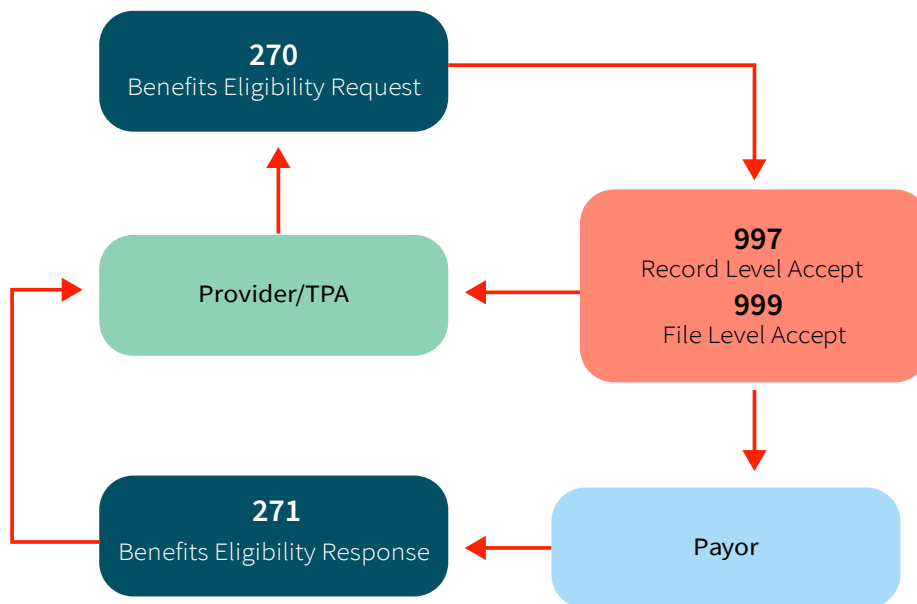 270
Benefits Eligibility Request
997
Record Level Accept
999
File Level Accept
Provider/TPA
271
Benefits Eligibility Response
Payor